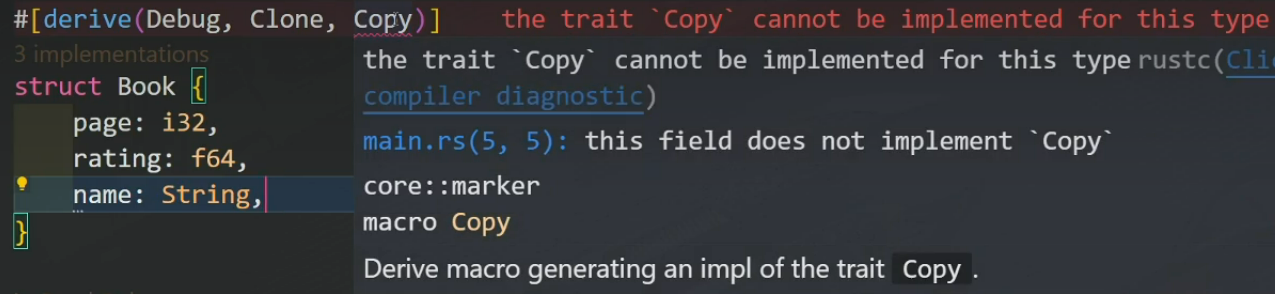 #[derive(Debug, Clone, Copy)] the trait `Copy` cannot be implemented for this type
3 implementations
struct Book {
page: i32,
rating: f64,
name: String,
}
the trait `Copy` cannot be implemented for this type rustc(Clic
compiler diagnostic)
main.rs(5, 5): this field does not implement `Copy`
core::marker
macro Copy
Derive macro generating an impl of the trait Copy .